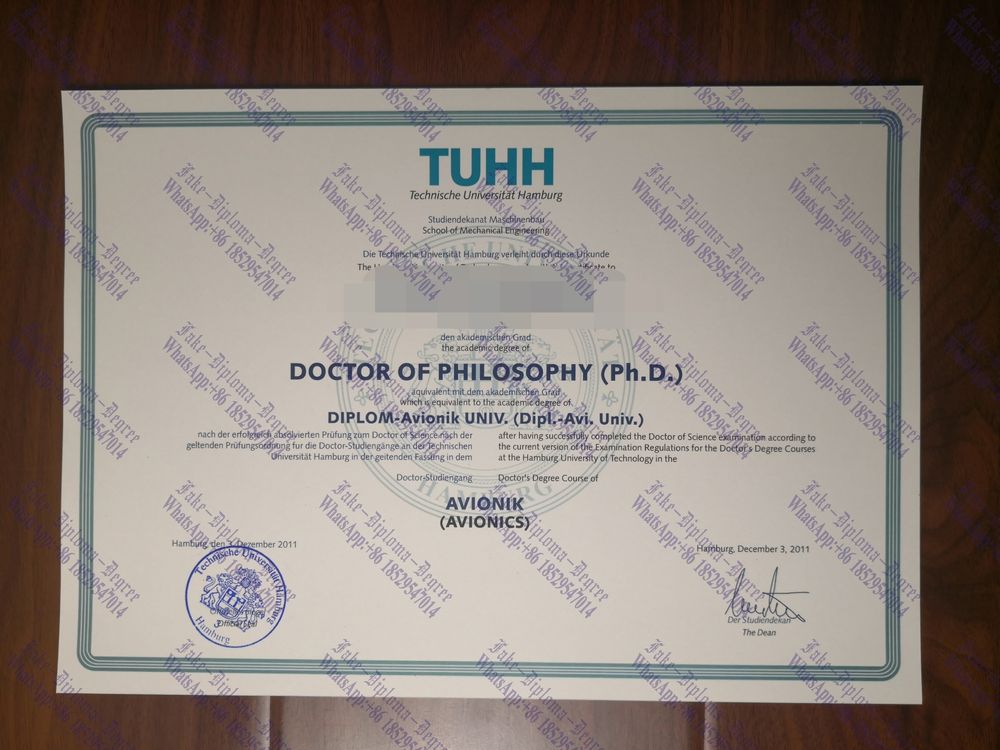 TUHH
Technische Universität Hamburg
Studiendekanat Maschinenbau
School of Mechanical Engineering
Die Technische Universität Hamburg verleiht durch diese Urkunde
den akademischen Grad
the academic degree of
DOCTOR OF PHILOSOPHY (Ph.D.)
äquivalent mit dem akademischen Grad
which is equivalent to the academic degree of
DIPLOM-Avionik UNIV. (Dipl.-Avi. Univ.)
nach der erfolgreich absolvierten Prüfung zum Doctor of Science nach der
geltenden Prüfungsordnung für die Doctor-Studiengänge an der Technischen
Universität Hamburg in der geitenden Fassung in dem
after having successfully completed the Doctor of Science examination according to
the current version of the Examination Regulations for the Doctor's Degree Courses
at the Hamburg University of Technology in the
Doctor-Studiengang
Doctor's Degree Course of
AVIONIK
(AVIONICS)
Hamburg, den 3. Dezember 2011
Hamburg, December 3, 2011
Technische Universität Hamburg
Hamburg
Der Studiendekan
The Dean
Fake-Diploma-Degree
WhatsApp:+86 18529547014